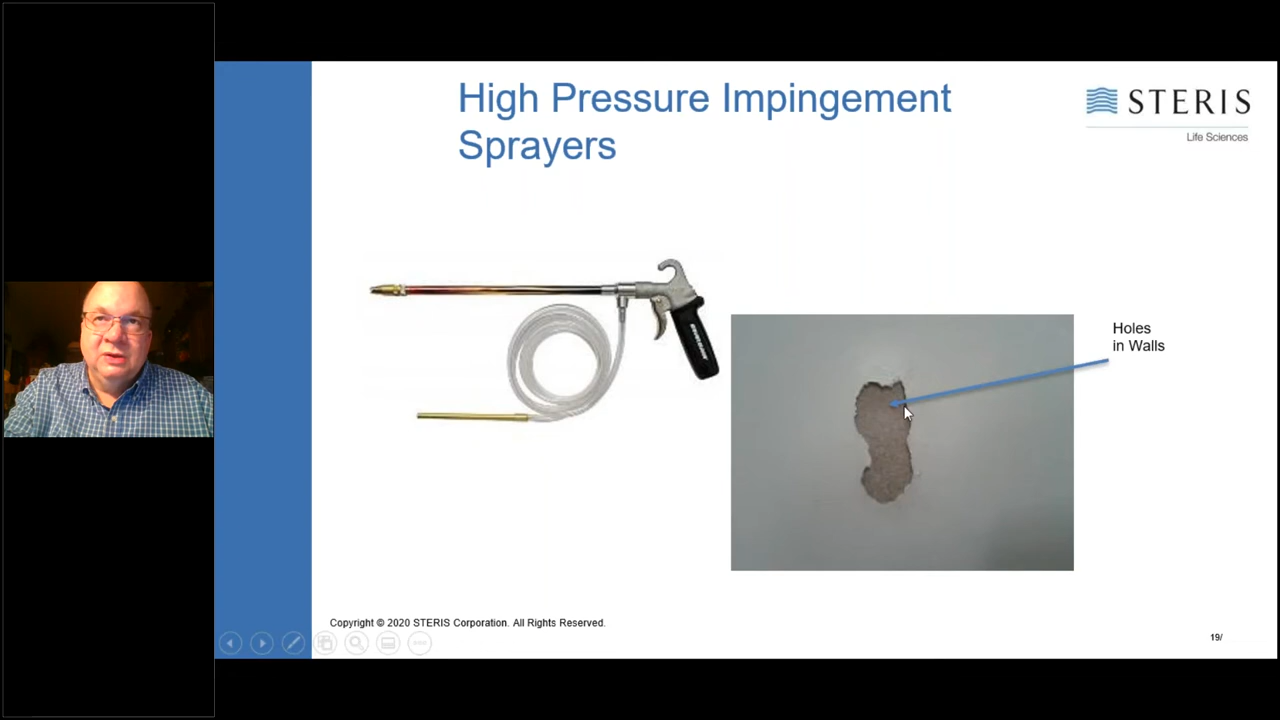 High Pressure Impingement
Sprayers
STERIS
Life Sciences
Holes
in Walls
Copyright © 2020 STERIS Corporation. All Rights Reserved.
19/